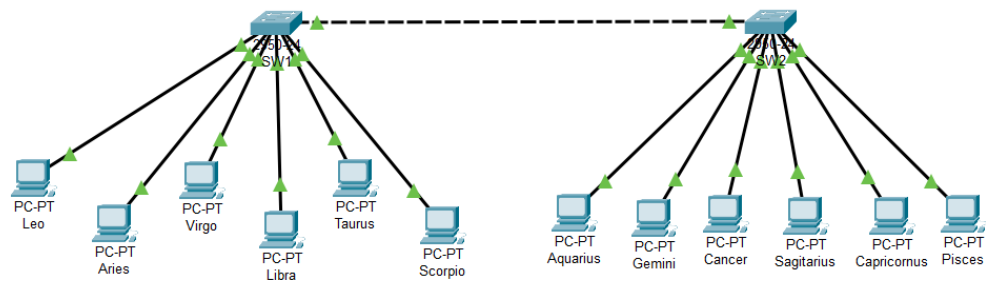 2950-24
SW1
2950-24
SW2
PC-PT
Leo
PC-PT
Aries
PC-PT
Virgo
PC-PT
Libra
PC-PT
Taurus
PC-PT
Scorpio
PC-PT
Aquarius
PC-PT
Gemini
PC-PT
Cancer
PC-PT
Sagitarius
PC-PT
Capricornus
PC-PT
Pisces